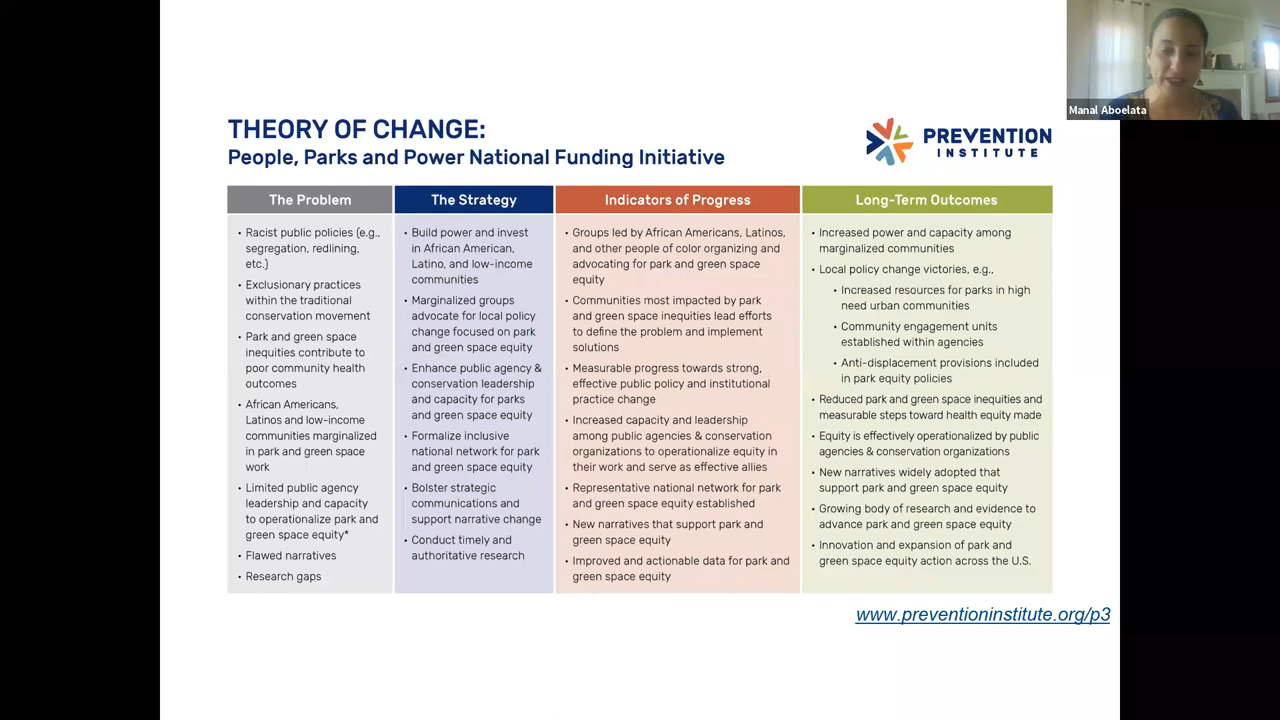 Manal Aboelata
THEORY OF CHANGE:
People, Parks and Power National Funding Initiative
PREVENTION
INSTITUTE
The Problem
• Racist public policies (e.g.,
segregation, redlining,
etc.)
• Exclusionary practices
within the traditional
conservation movement
• Park and green space
inequities contribute to
poor community health
outcomes
• African Americans,
Latinos and low-income
communities marginalized
in park and green space
work
• Limited public agency
leadership and capacity
to operationalize park and
green space equity*
• Flawed narratives
• Research gaps
The Strategy
• Build power and invest
in African American,
Latino, and low-income
communities
• Marginalized groups
advocate for local policy
change focused on park
and green space equity
• Enhance public agency &
conservation leadership
and capacity for parks
and green space equity
• Formalize inclusive
national network for park
and green space equity
• Bolster strategic
communications and
support narrative change
• Conduct timely and
authoritative research
Indicators of Progress
• Groups led by African Americans, Latinos,
and other people of color organizing and
advocating for park and green space
equity
• Communities most impacted by park
and green space inequities lead efforts
to define the problem and implement
solutions
• Measurable progress towards strong,
effective public policy and institutional
practice change
• Increased capacity and leadership
among public agencies & conservation
organizations to operationalize equity in
their work and serve as effective allies
• Representative national network for park
and green space equity established
• New narratives that support park and
green space equity
• Improved and actionable data for park and
green space equity
Long-Term Outcomes
• Increased power and capacity among
marginalized communities
• Local policy change victories, e.g.,
• Increased resources for parks in high
need urban communities
• Community engagement units
established within agencies
• Anti-displacement provisions included
in park equity policies
• Reduced park and green space inequities and
measurable steps toward health equity made
• Equity is effectively operationalized by public
agencies & conservation organizations
• New narratives widely adopted that
support park and green space equity
• Growing body of research and evidence to
advance park and green space equity
• Innovation and expansion of park and
green space equity action across the U.S.
www.preventioninstitute.org/p3